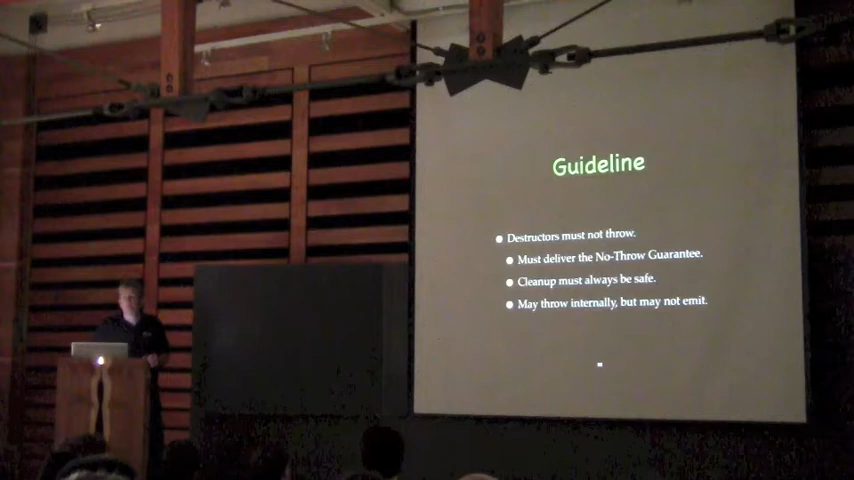 Guideline
Destructors must not throw.
Must deliver the No-Throw Guarantee.
Cleanup must always be safe.
May throw internally, but may not emit.